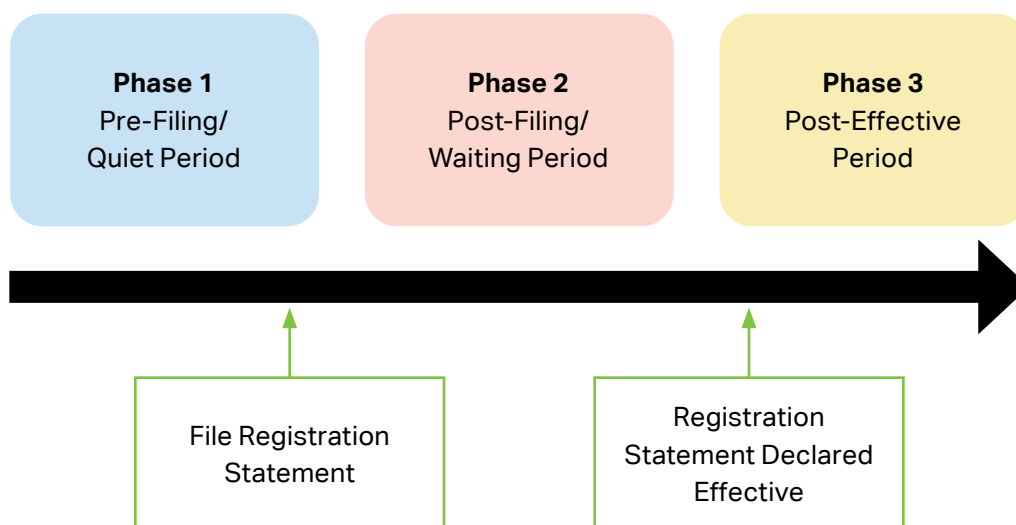 Phase 1
Pre-Filing/
Quiet Period
Phase 2
Post-Filing/
Waiting Period
Phase 3
Post-Effective
Period
File Registration
Statement
Registration
Statement Declared
Effective